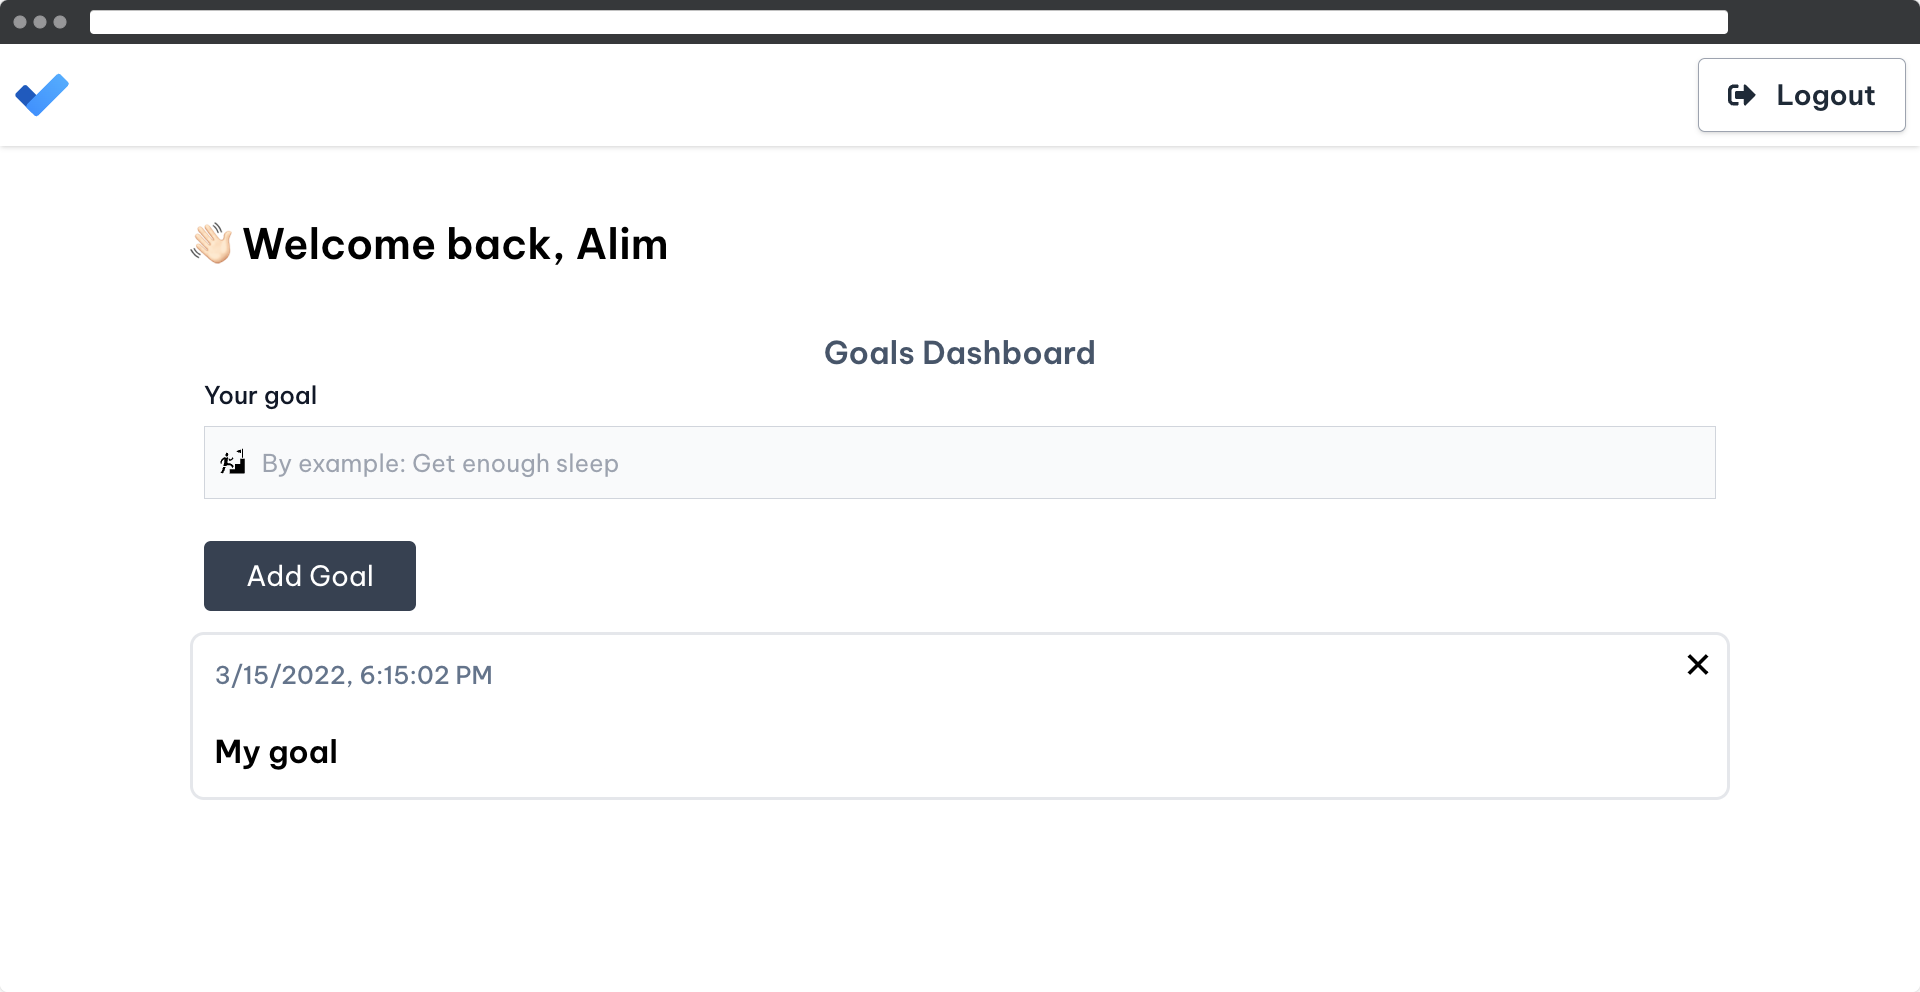 Logout
👋🏻 Welcome back, Alim
Goals Dashboard
Your goal
By example: Get enough sleep
Add Goal
3/15/2022, 6:15:02 PM
My goal